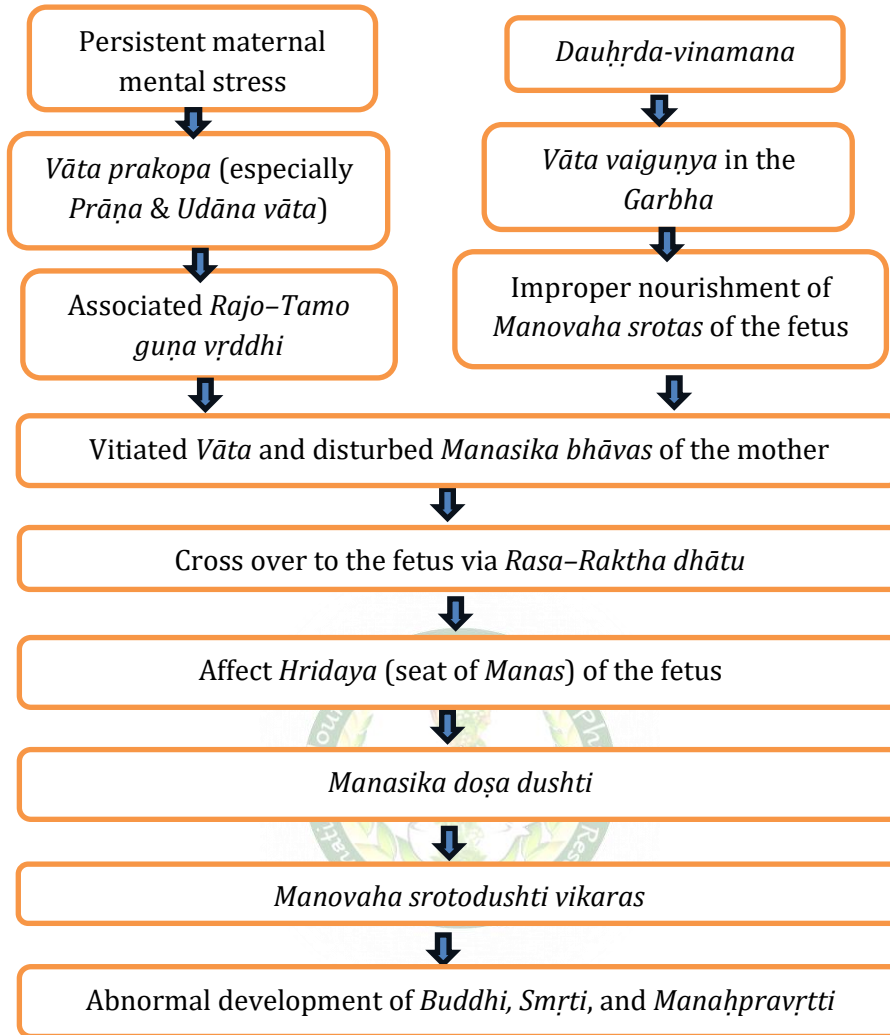 Persistent maternal
mental stress
Dauḥṛda-vinamana
Vāta prakopa (especially
Prāṇa & Udāna vāta)
Vāta vaiguṇya in the
Garbha
Associated Rajo–Tamo
guṇa vṛddhi
Improper nourishment of
Manovaha srotas of the fetus
Vitiated Vāta and disturbed Manasika bhāvas of the mother
Cross over to the fetus via Rasa–Raktha dhātu
Affect Hridaya (seat of Manas) of the fetus
Manasika doṣa dushti
Manovaha srotodushti vikaras
Abnormal development of Buddhi, Smṛti, and Manaḥpravṛtti